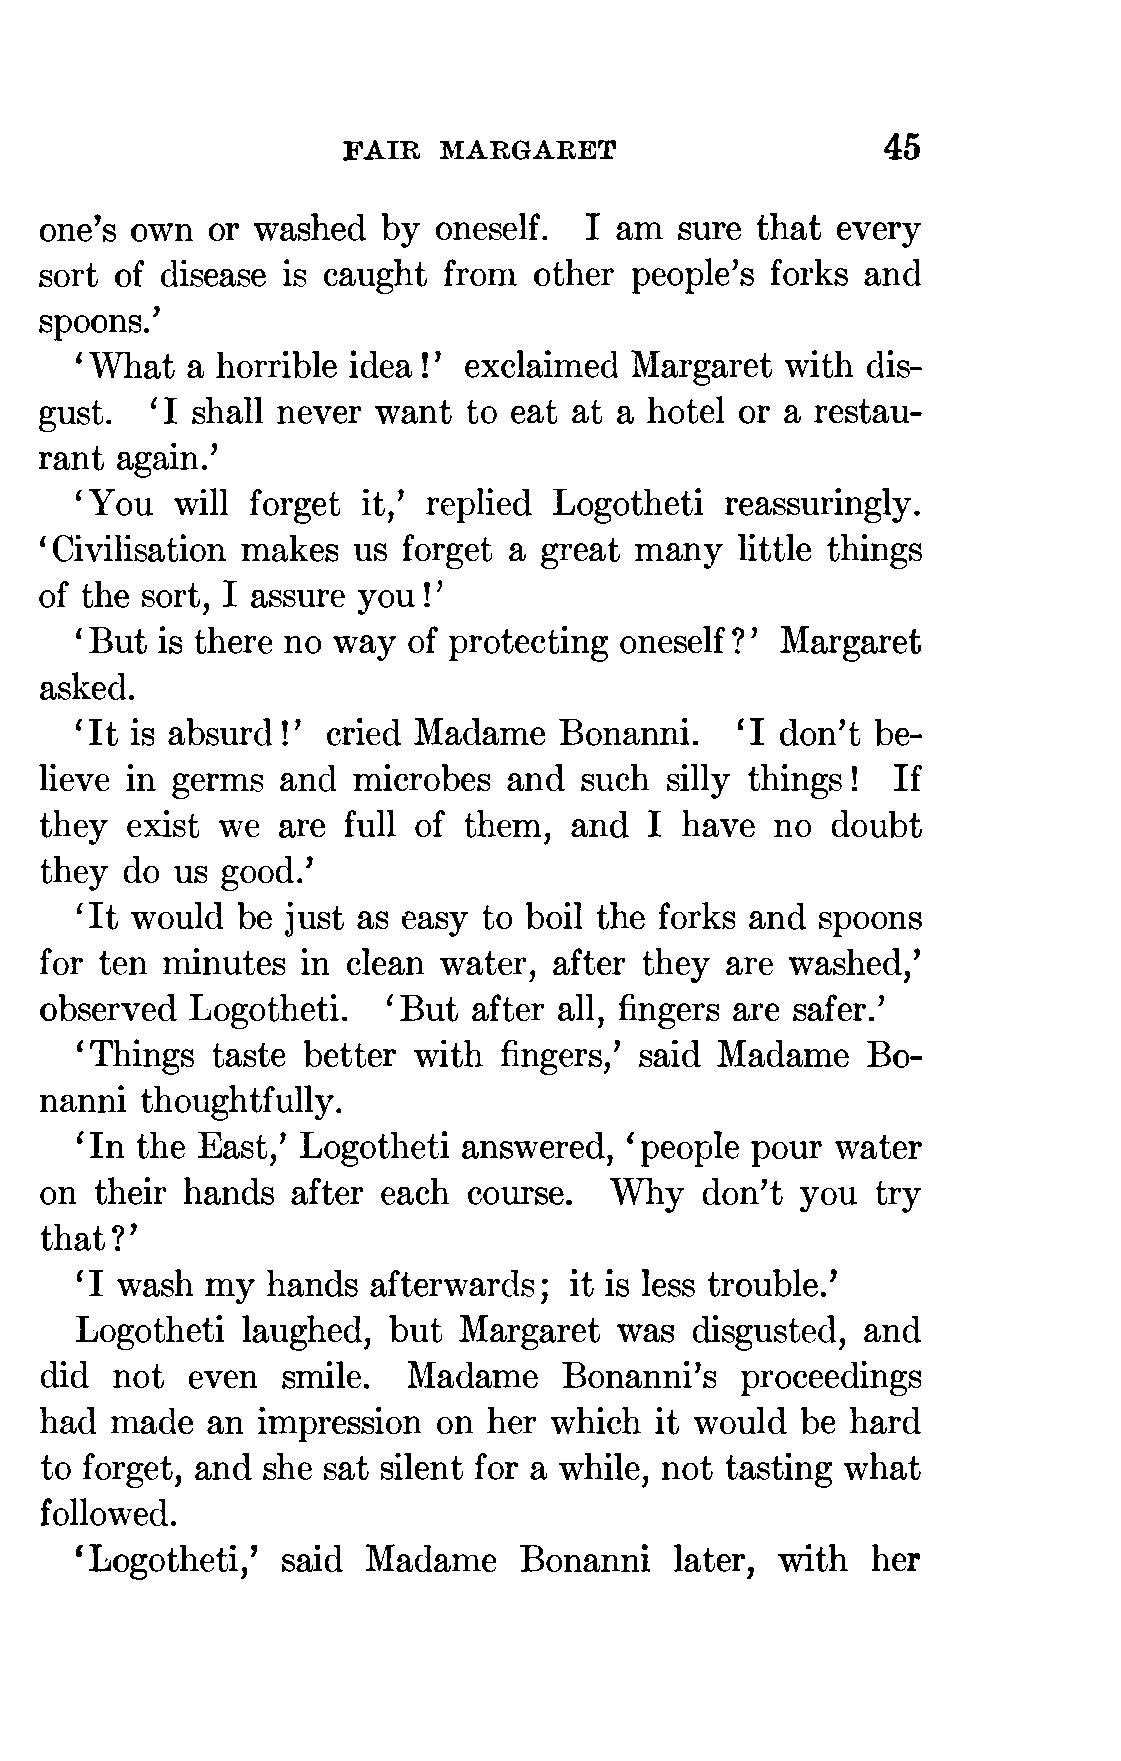 FAIR MARGARET 45
one's own or washed by oneself. I am sure that every
sort of disease is caught from other people's forks and
spoons.'
'What a horrible idea!' exclaimed Margaret with dis-
gust. 'I shall never want to eat at a hotel or a restau-
rant again.'
'You will forget it,' replied Logotheti reassuringly.
'Civilisation makes us forget a great many little things
of the sort, I assure you!'
'But is there no way of protecting oneself?' Margaret
asked.
'It is absurd!' cried Madame Bonanni. 'I don't be-
lieve in germs and microbes and such silly things! If
they exist we are full of them, and I have no doubt
they do us good.'
'It would be just as easy to boil the forks and spoons
for ten minutes in clean water, after they are washed,'
observed Logotheti. 'But after all, fingers are safer.'
'Things taste better with fingers,' said Madame Bo-
nanni thoughtfully.
'In the East,' Logotheti answered, 'people pour water
on their hands after each course. Why don't you try
that?'
'I wash my hands afterwards; it is less trouble.'
Logotheti laughed, but Margaret was disgusted, and
did not even smile. Madame Bonanni's proceedings
had made an impression on her which it would be hard
to forget, and she sat silent for a while, not tasting what
followed.
'Logotheti,' said Madame Bonanni later, with her